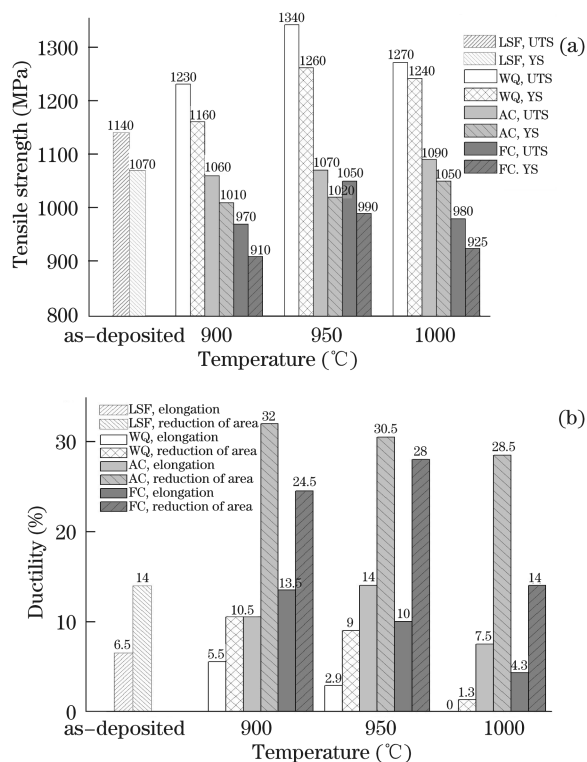 (a)
LSF, UTS
LSF, YS
WQ, UTS
WQ, YS
AC, UTS
AC, YS
FC, UTS
FC. YS
Tensile strength (MPa)
1300
1200
1100
1000
900
800
1140
1070
1230
1160
1060
1010
970
910
1340
1260
1070
1020
1050
990
1270
1240
1090
1050
980
925
as-deposited 900 950 1000
Temperature (℃)
(b)
LSF, elongation
LSF, reduction of area
WQ, elongation
WQ, reduction of area
AC, elongation
AC, reduction of area
FC, elongation
FC, reduction of area
Ductility (%)
30
20
10
0
6.5
14
5.5
10.5
32
13.5
24.5
2.9
9
14
30.5
10
28
0
1.3
7.5
28.5
4.3
14
as-deposited 900 950 1000
Temperature (℃)